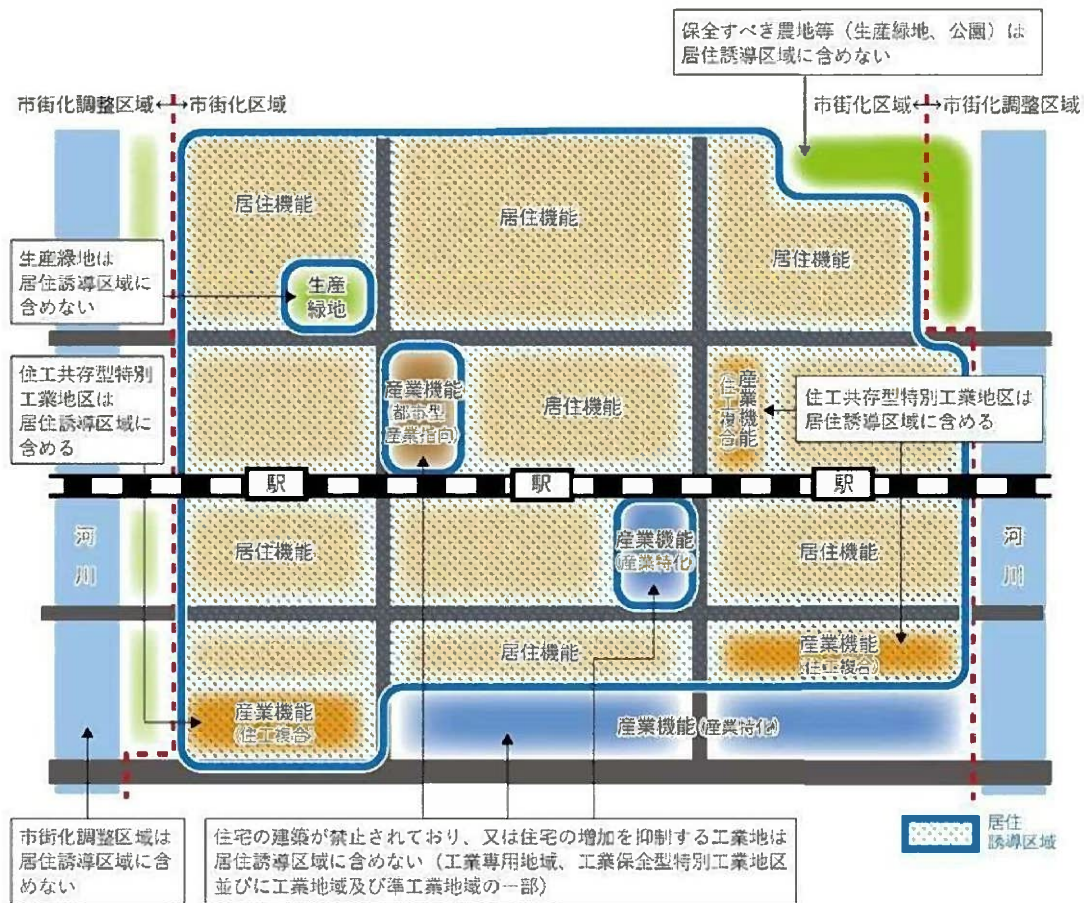 保全すべき農地等（生産緑地、公園）は
居住誘導区域に含めない
市街化調整区域↔市街化区域
市街化区域↔市街化調整区域
居住機能
居住機能
居住機能
生産緑地は
居住誘導区域に
含めない
生産
緑地
住工共存型特別
工業地区は
居住誘導区域に
含める
産業機能
都市型
産業指向)
居住機能
産業機能
住工複合
住工共存型特別工業地区は
居住誘導区域に含める
駅
駅
駅
河川
居住機能
産業機能
(産業特化)
居住機能
河川
居住機能
産業機能
(住工複合)
産業機能
(住工複合)
産業機能(産業特化)
市街化調整区域は
居住誘導区域に含
めない
住宅の建築が禁止されており、又は住宅の増加を抑制する工業地は
居住誘導区域に含めない（工業専用地域、工業保全型特別工業地区
並びに工業地域及び準工業地域の一部）
居住
誘導区域